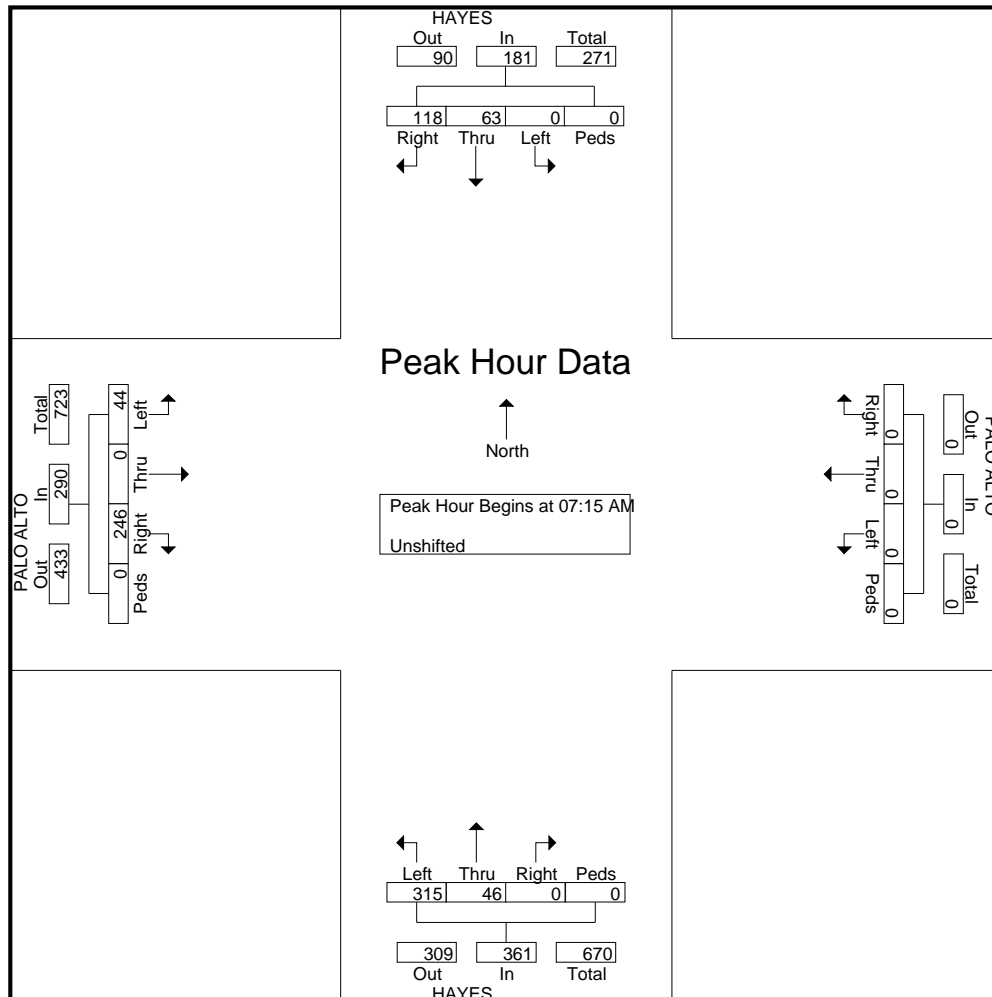 HAYES
Out In Total
90 181 271
118 63 0 0
Right Thru Left Peds
Peak Hour Data
North
Peak Hour Begins at 07:15 AM
Unshifted
PALO ALTO
Out In Total
433 290 723
44 0 246 0
Left Thru Right Peds
PALO ALTO
Out In Total
0 0 0
Right Thru Left Peds
0 0 0 0
Left Thru Right Peds
315 46 0 0
309 361 670
Out In Total
HAYES